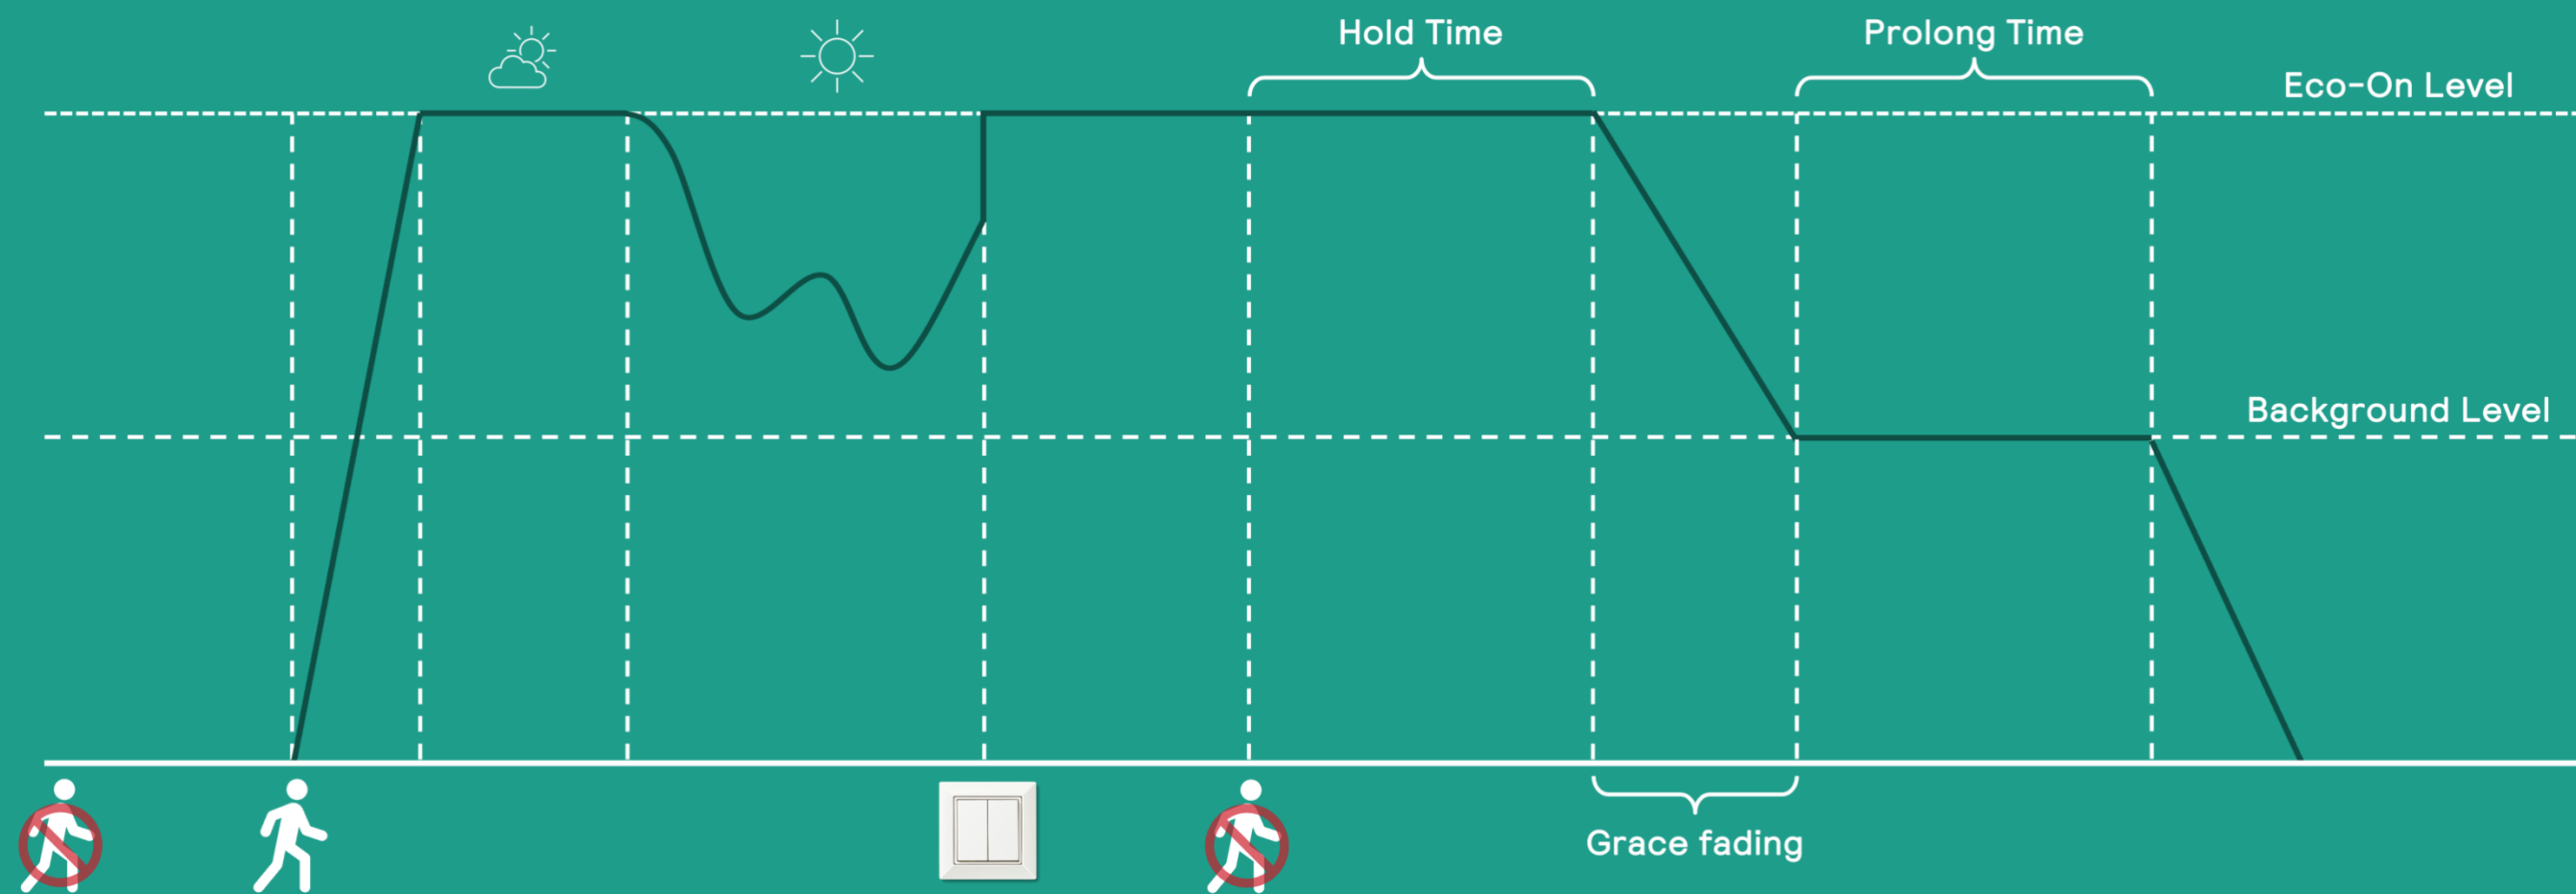 Hold Time
Prolong Time
Eco-On Level
Background Level
Grace fading